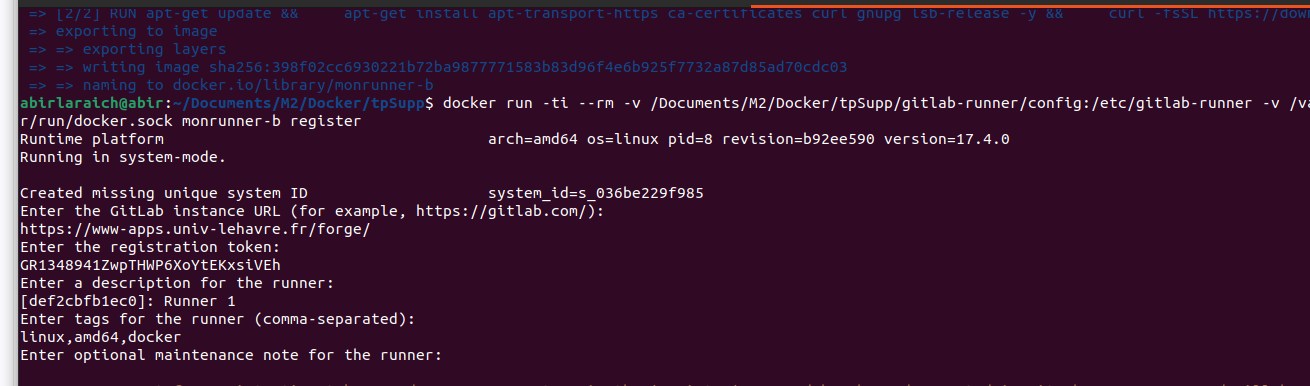 => [2/2] RUN apt-get update &&     apt-get install apt-transport-https ca-certificates curl gnupg lsb-release -y &&     curl -fsSL https://dow
=> exporting to image
=> => exporting layers
=> => writing image sha256:398f02cc6930221b72ba9877771583b83d96f4e6b925f7732a87d85ad70cdc03
=> => naming to docker.io/library/monrunner-b
abirlaraich@abir:~/Documents/M2/Docker/tpSupp$ docker run -ti --rm -v /Documents/M2/Docker/tpSupp/gitlab-runner/config:/etc/gitlab-runner -v /va
r/run/docker.sock monrunner-b register
Runtime platform                                    arch=amd64 os=linux pid=8 revision=b92ee590 version=17.4.0
Running in system-mode.
Created missing unique system ID                    system_id=s_036be229f985
Enter the GitLab instance URL (for example, https://gitlab.com/):
https://www-apps.univ-lehavre.fr/forge/
Enter the registration token:
GR1348941ZwpTHWP6XoYtEKxsiVEh
Enter a description for the runner:
[def2cbfb1ec0]: Runner 1
Enter tags for the runner (comma-separated):
linux,amd64,docker
Enter optional maintenance note for the runner: